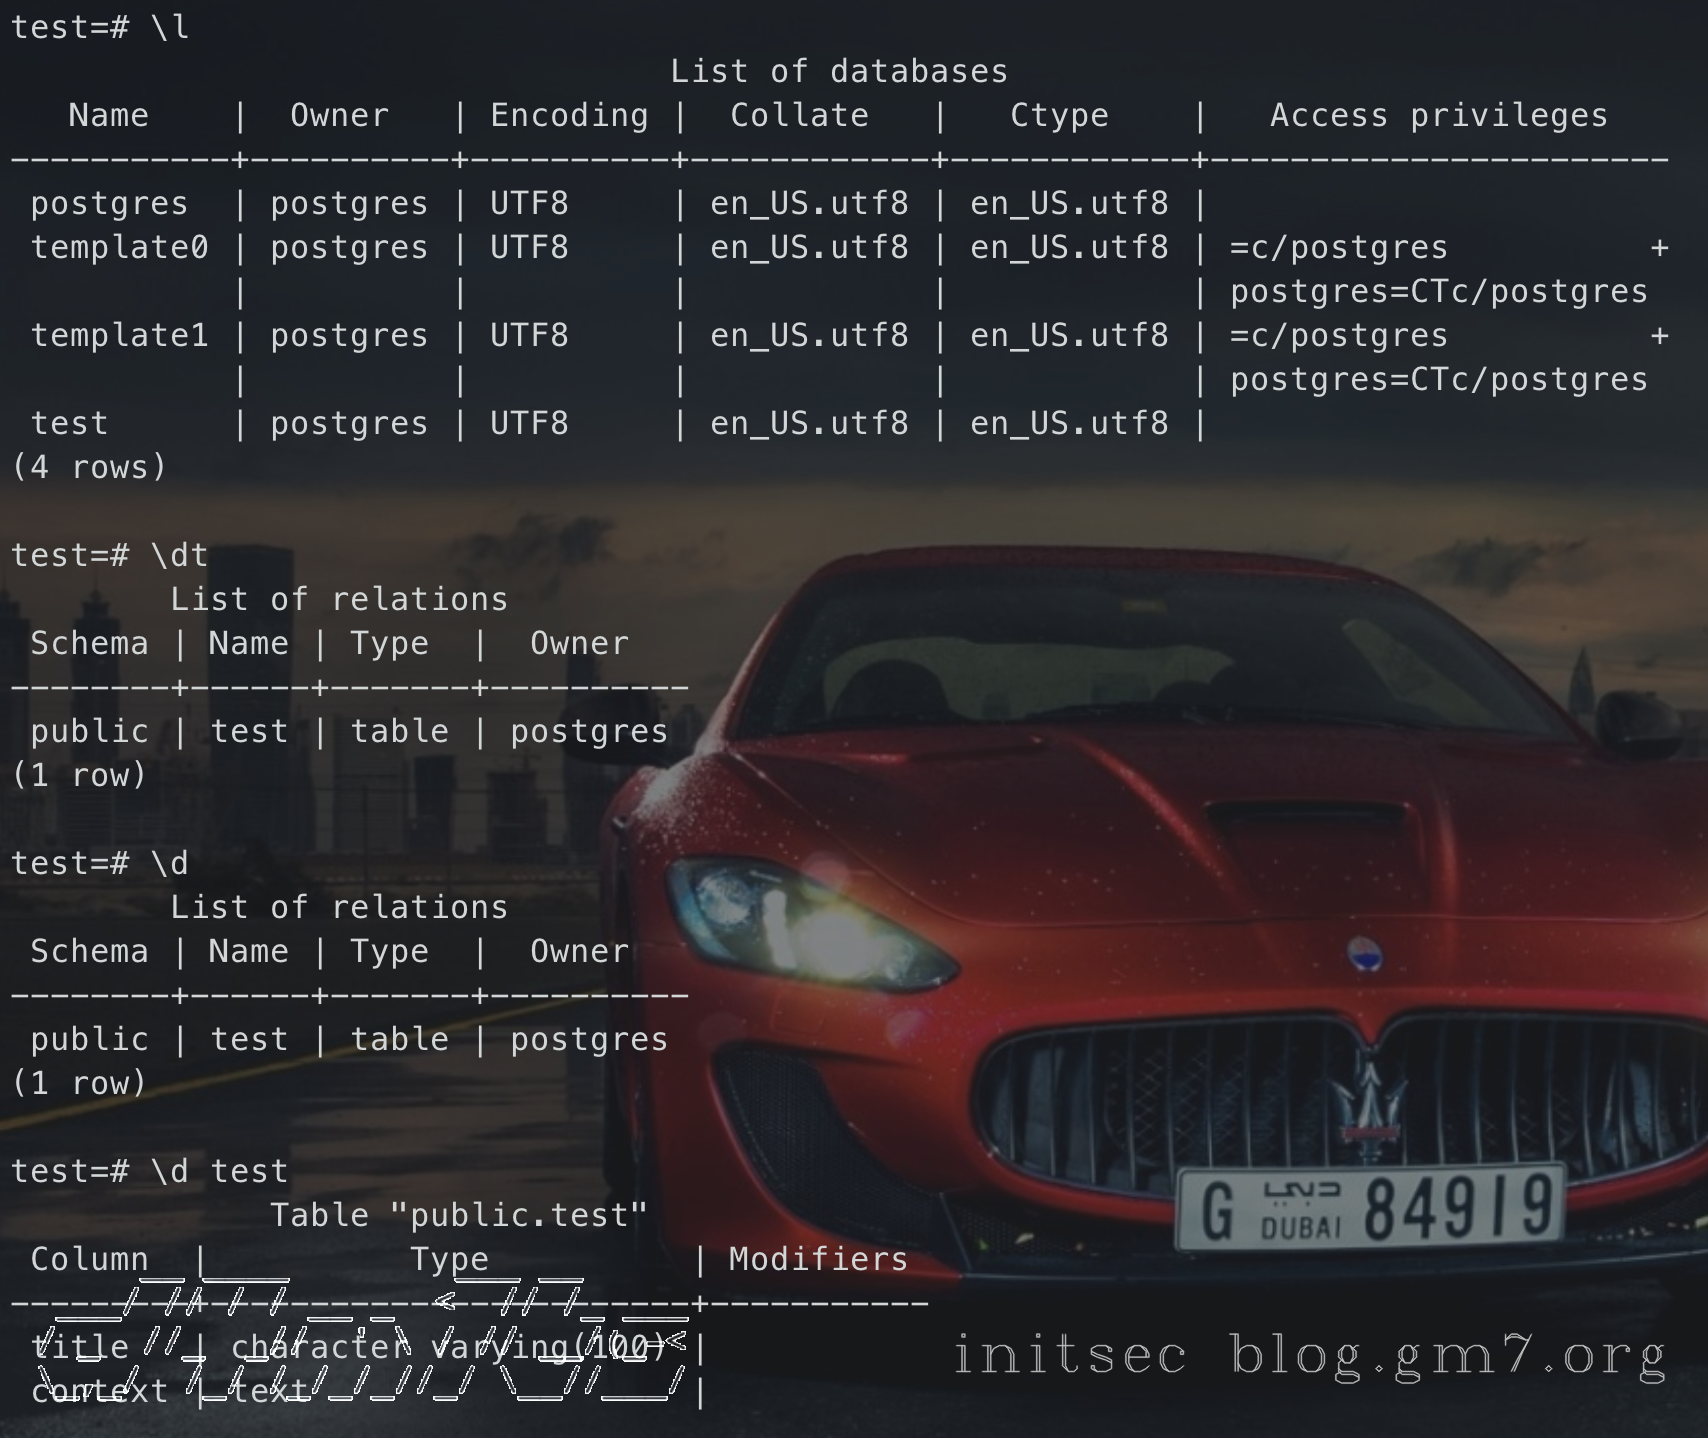 test=# \l
                                 List of databases
   Name    |  Owner   | Encoding |  Collate   |   Ctype    |   Access privileges
-----------+----------+----------+------------+------------+-----------------------
 postgres  | postgres | UTF8     | en_US.utf8 | en_US.utf8 |
 template0 | postgres | UTF8     | en_US.utf8 | en_US.utf8 | =c/postgres          +
           |          |          |            |            | postgres=CTc/postgres
 template1 | postgres | UTF8     | en_US.utf8 | en_US.utf8 | =c/postgres          +
           |          |          |            |            | postgres=CTc/postgres
 test      | postgres | UTF8     | en_US.utf8 | en_US.utf8 |
(4 rows)
test=# \dt
        List of relations
 Schema | Name | Type  |  Owner
--------+------+-------+----------
 public | test | table | postgres
(1 row)
test=# \d
        List of relations
 Schema | Name | Type  |  Owner
--------+------+-------+----------
 public | test | table | postgres
(1 row)
test=# \d test
             Table "public.test"
 Column  |          Type          | Modifiers
---------+------------------------+-----------
 title   | character varying(100) |
 context | text                   |
G دبي DUBAI 84919
initsec blog.gm7.org